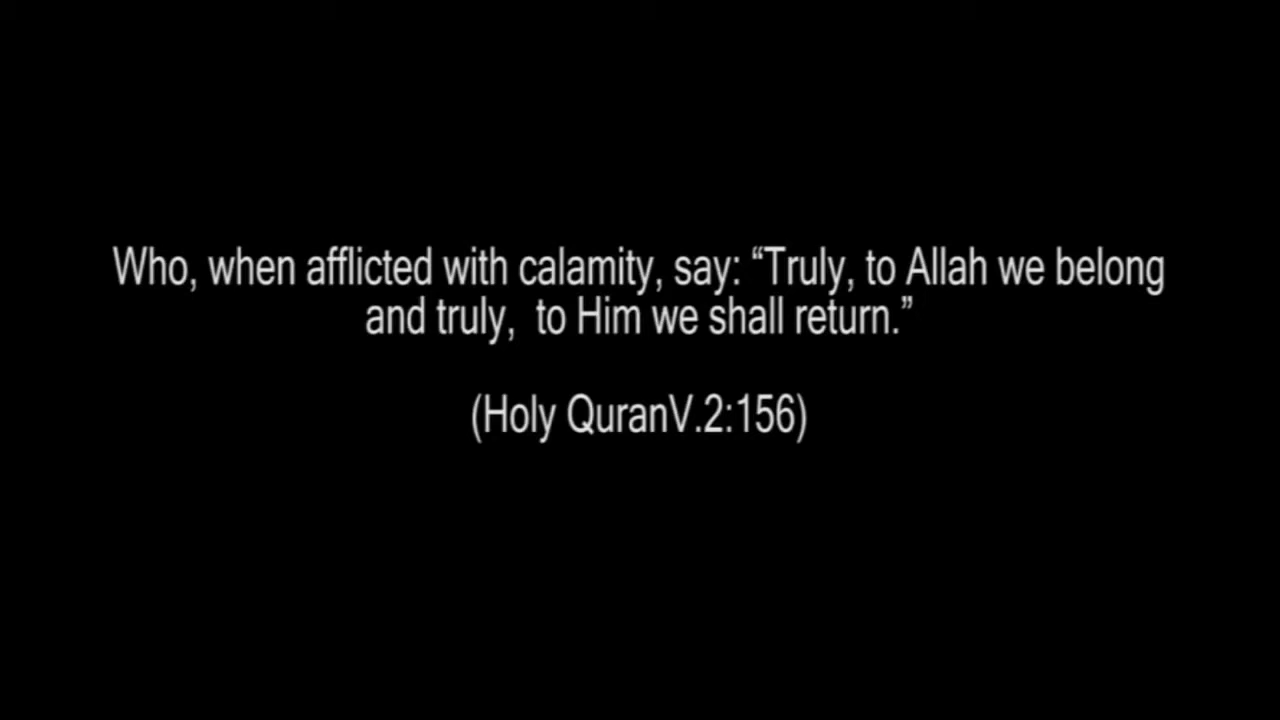 Who, when afflicted with calamity, say: “Truly, to Allah we belong
and truly,  to Him we shall return.”
(Holy QuranV.2:156)